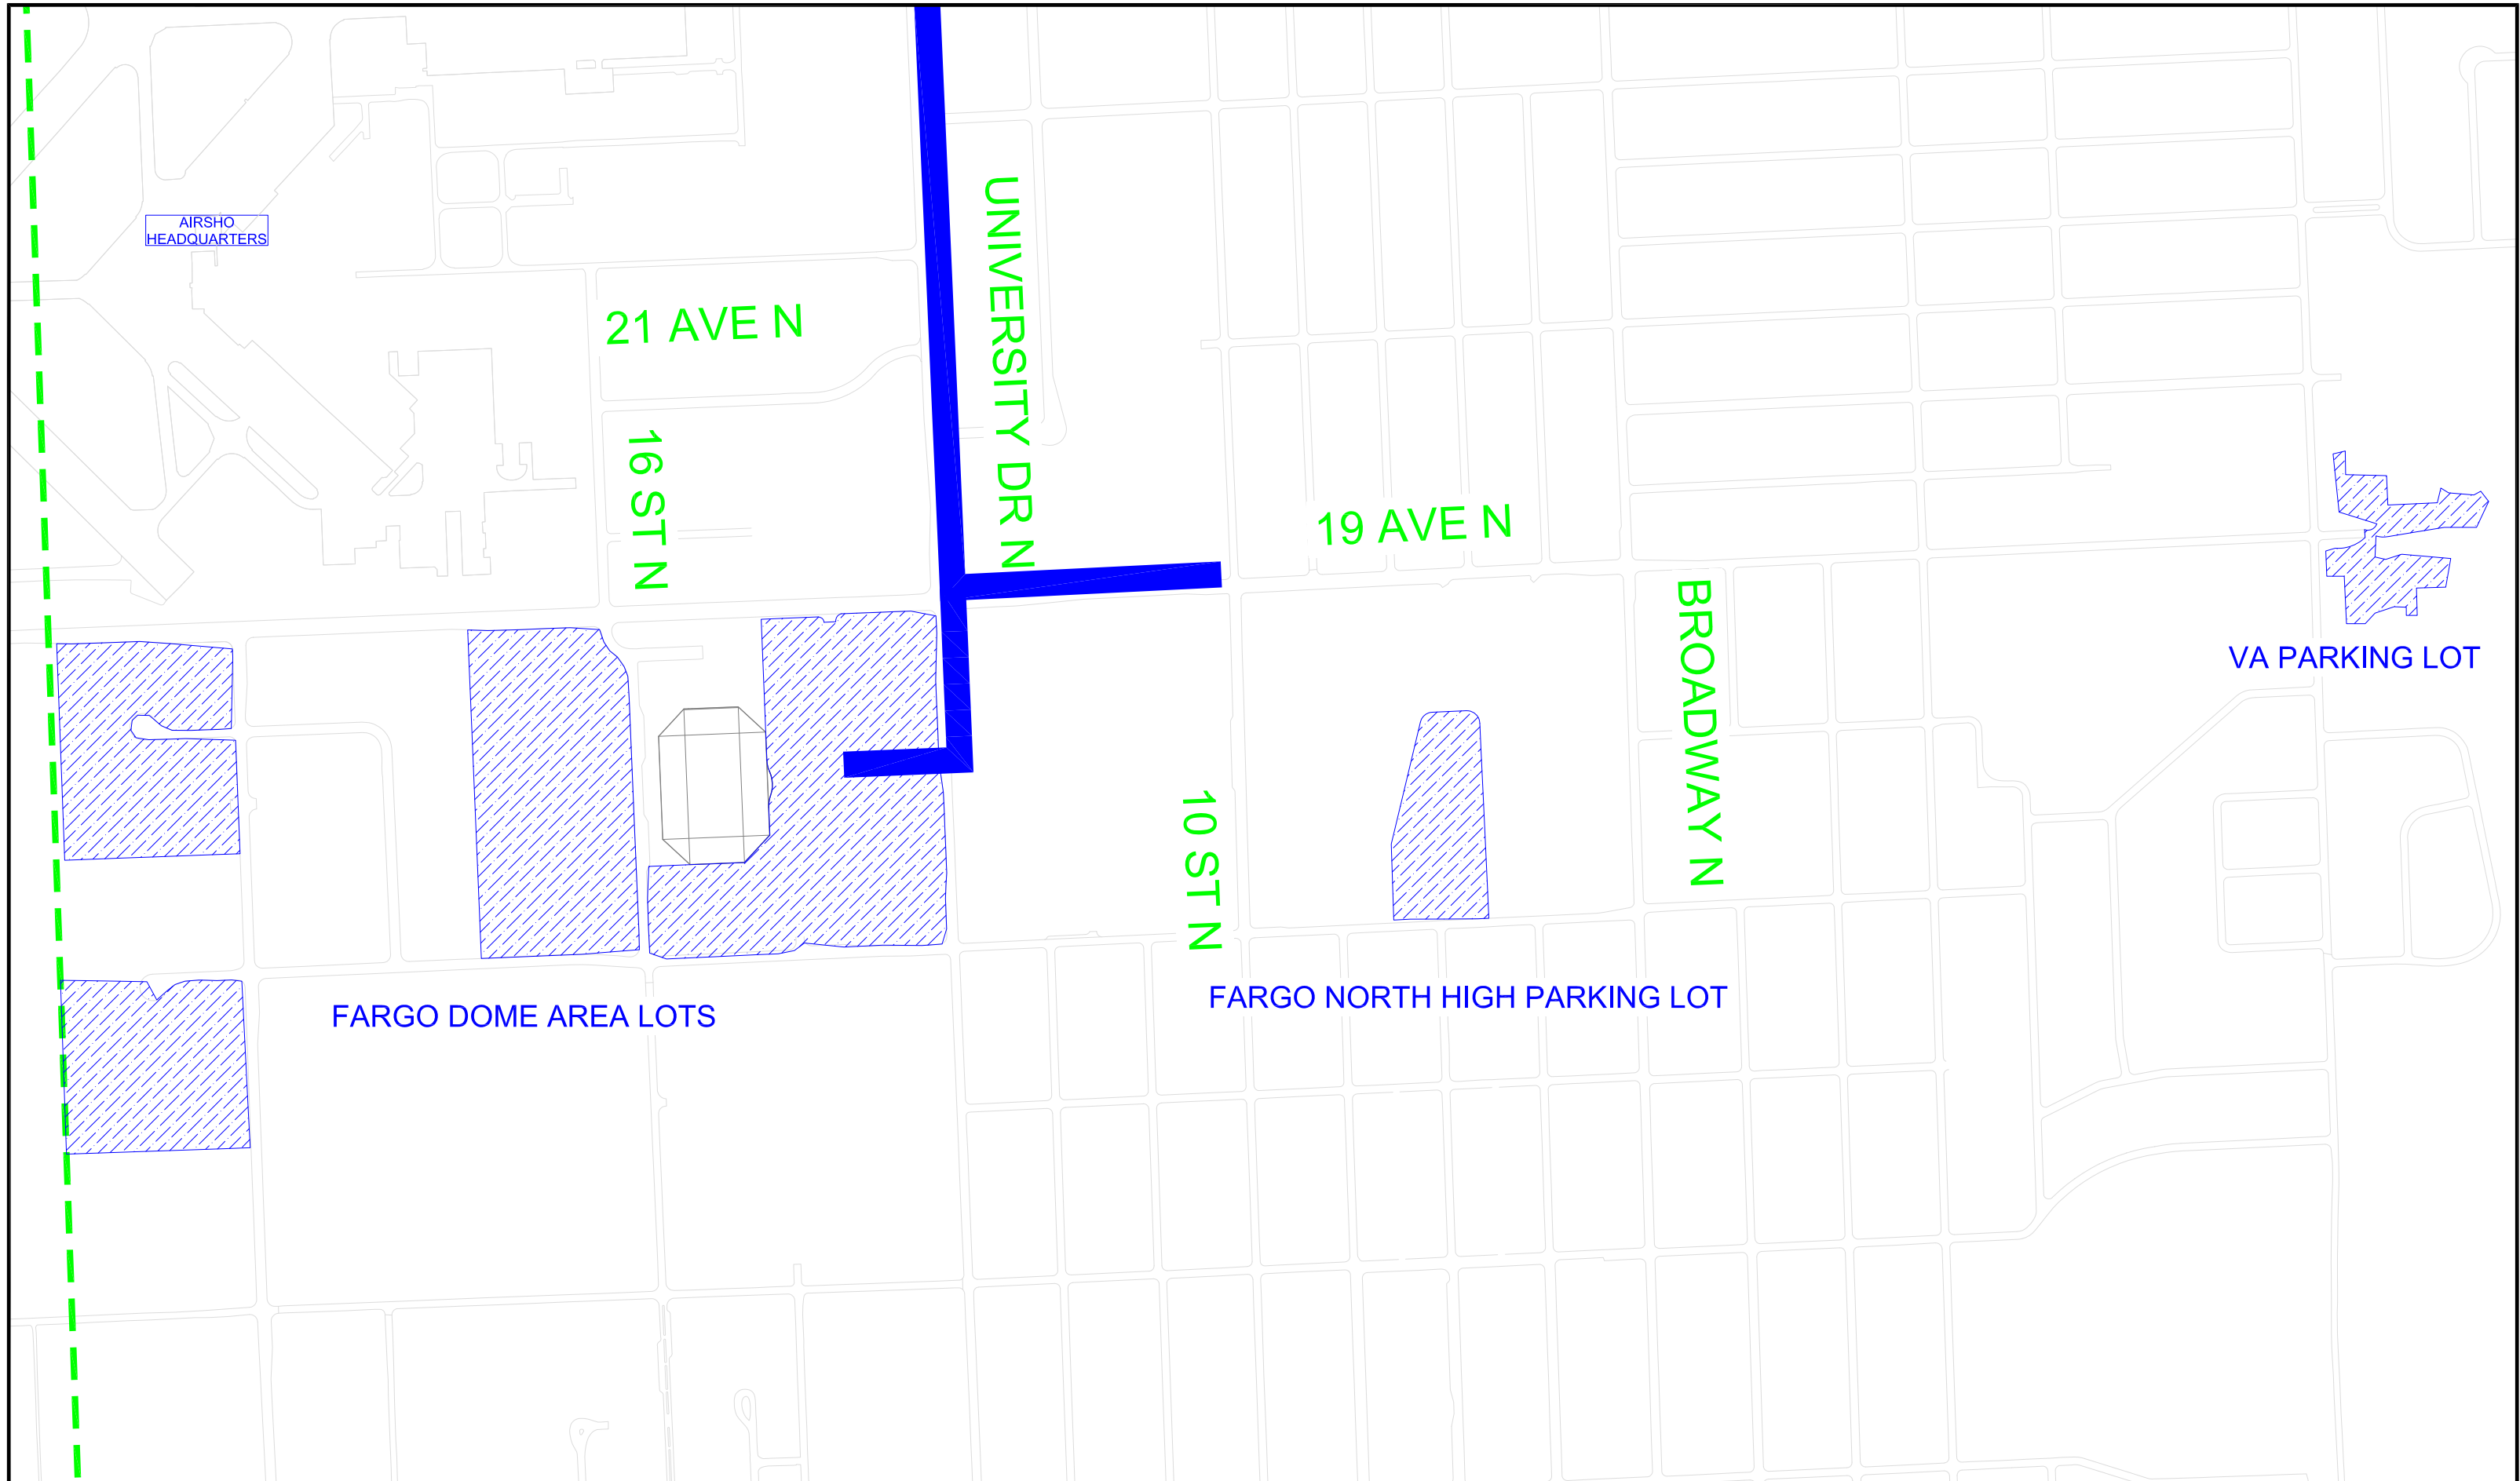 AIRSHO
HEADQUARTERS
UNIVERSITY DR N
21 AVE N
16 ST N
19 AVE N
BROADWAY N
VA PARKING LOT
10 ST N
FARGO DOME AREA LOTS
FARGO NORTH HIGH PARKING LOT